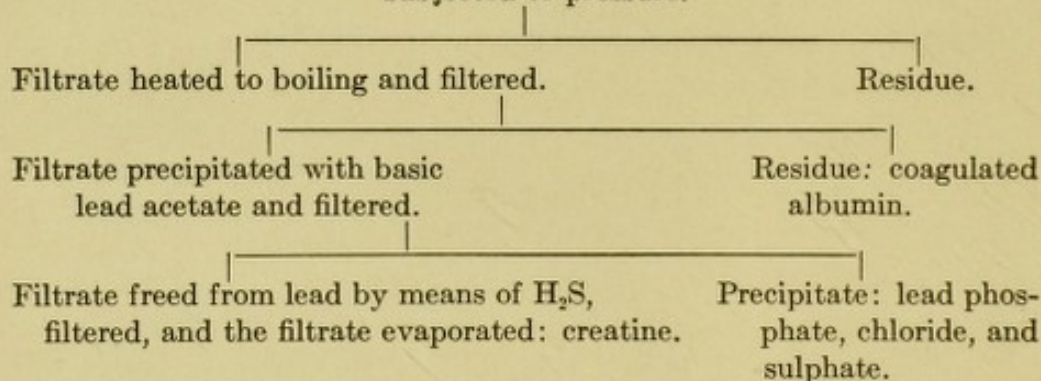 Filtrate heated to boiling and filtered. Residue.
Filtrate precipitated with basic Residue: coagulated
lead acetate and filtered. albumin.
Filtrate freed from lead by means of H₂S, Precipitate: lead phos-
filtered, and the filtrate evaporated: creatine. phate, chloride, and
sulphate.